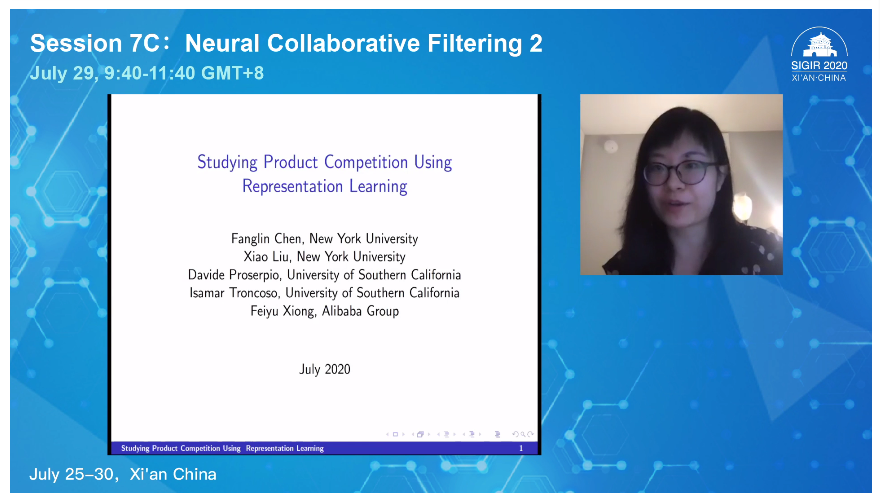 Session 7C: Neural Collaborative Filtering 2
July 29, 9:40-11:40 GMT+8
SIGIR 2020
XI'AN·CHINA
Studying Product Competition Using
Representation Learning
Fanglin Chen, New York University
Xiao Liu, New York University
Davide Proserpio, University of Southern California
Isamar Troncoso, University of Southern California
Feiyu Xiong, Alibaba Group
July 2020
Studying Product Competition Using Representation Learning
1
July 25–30, Xi'an China